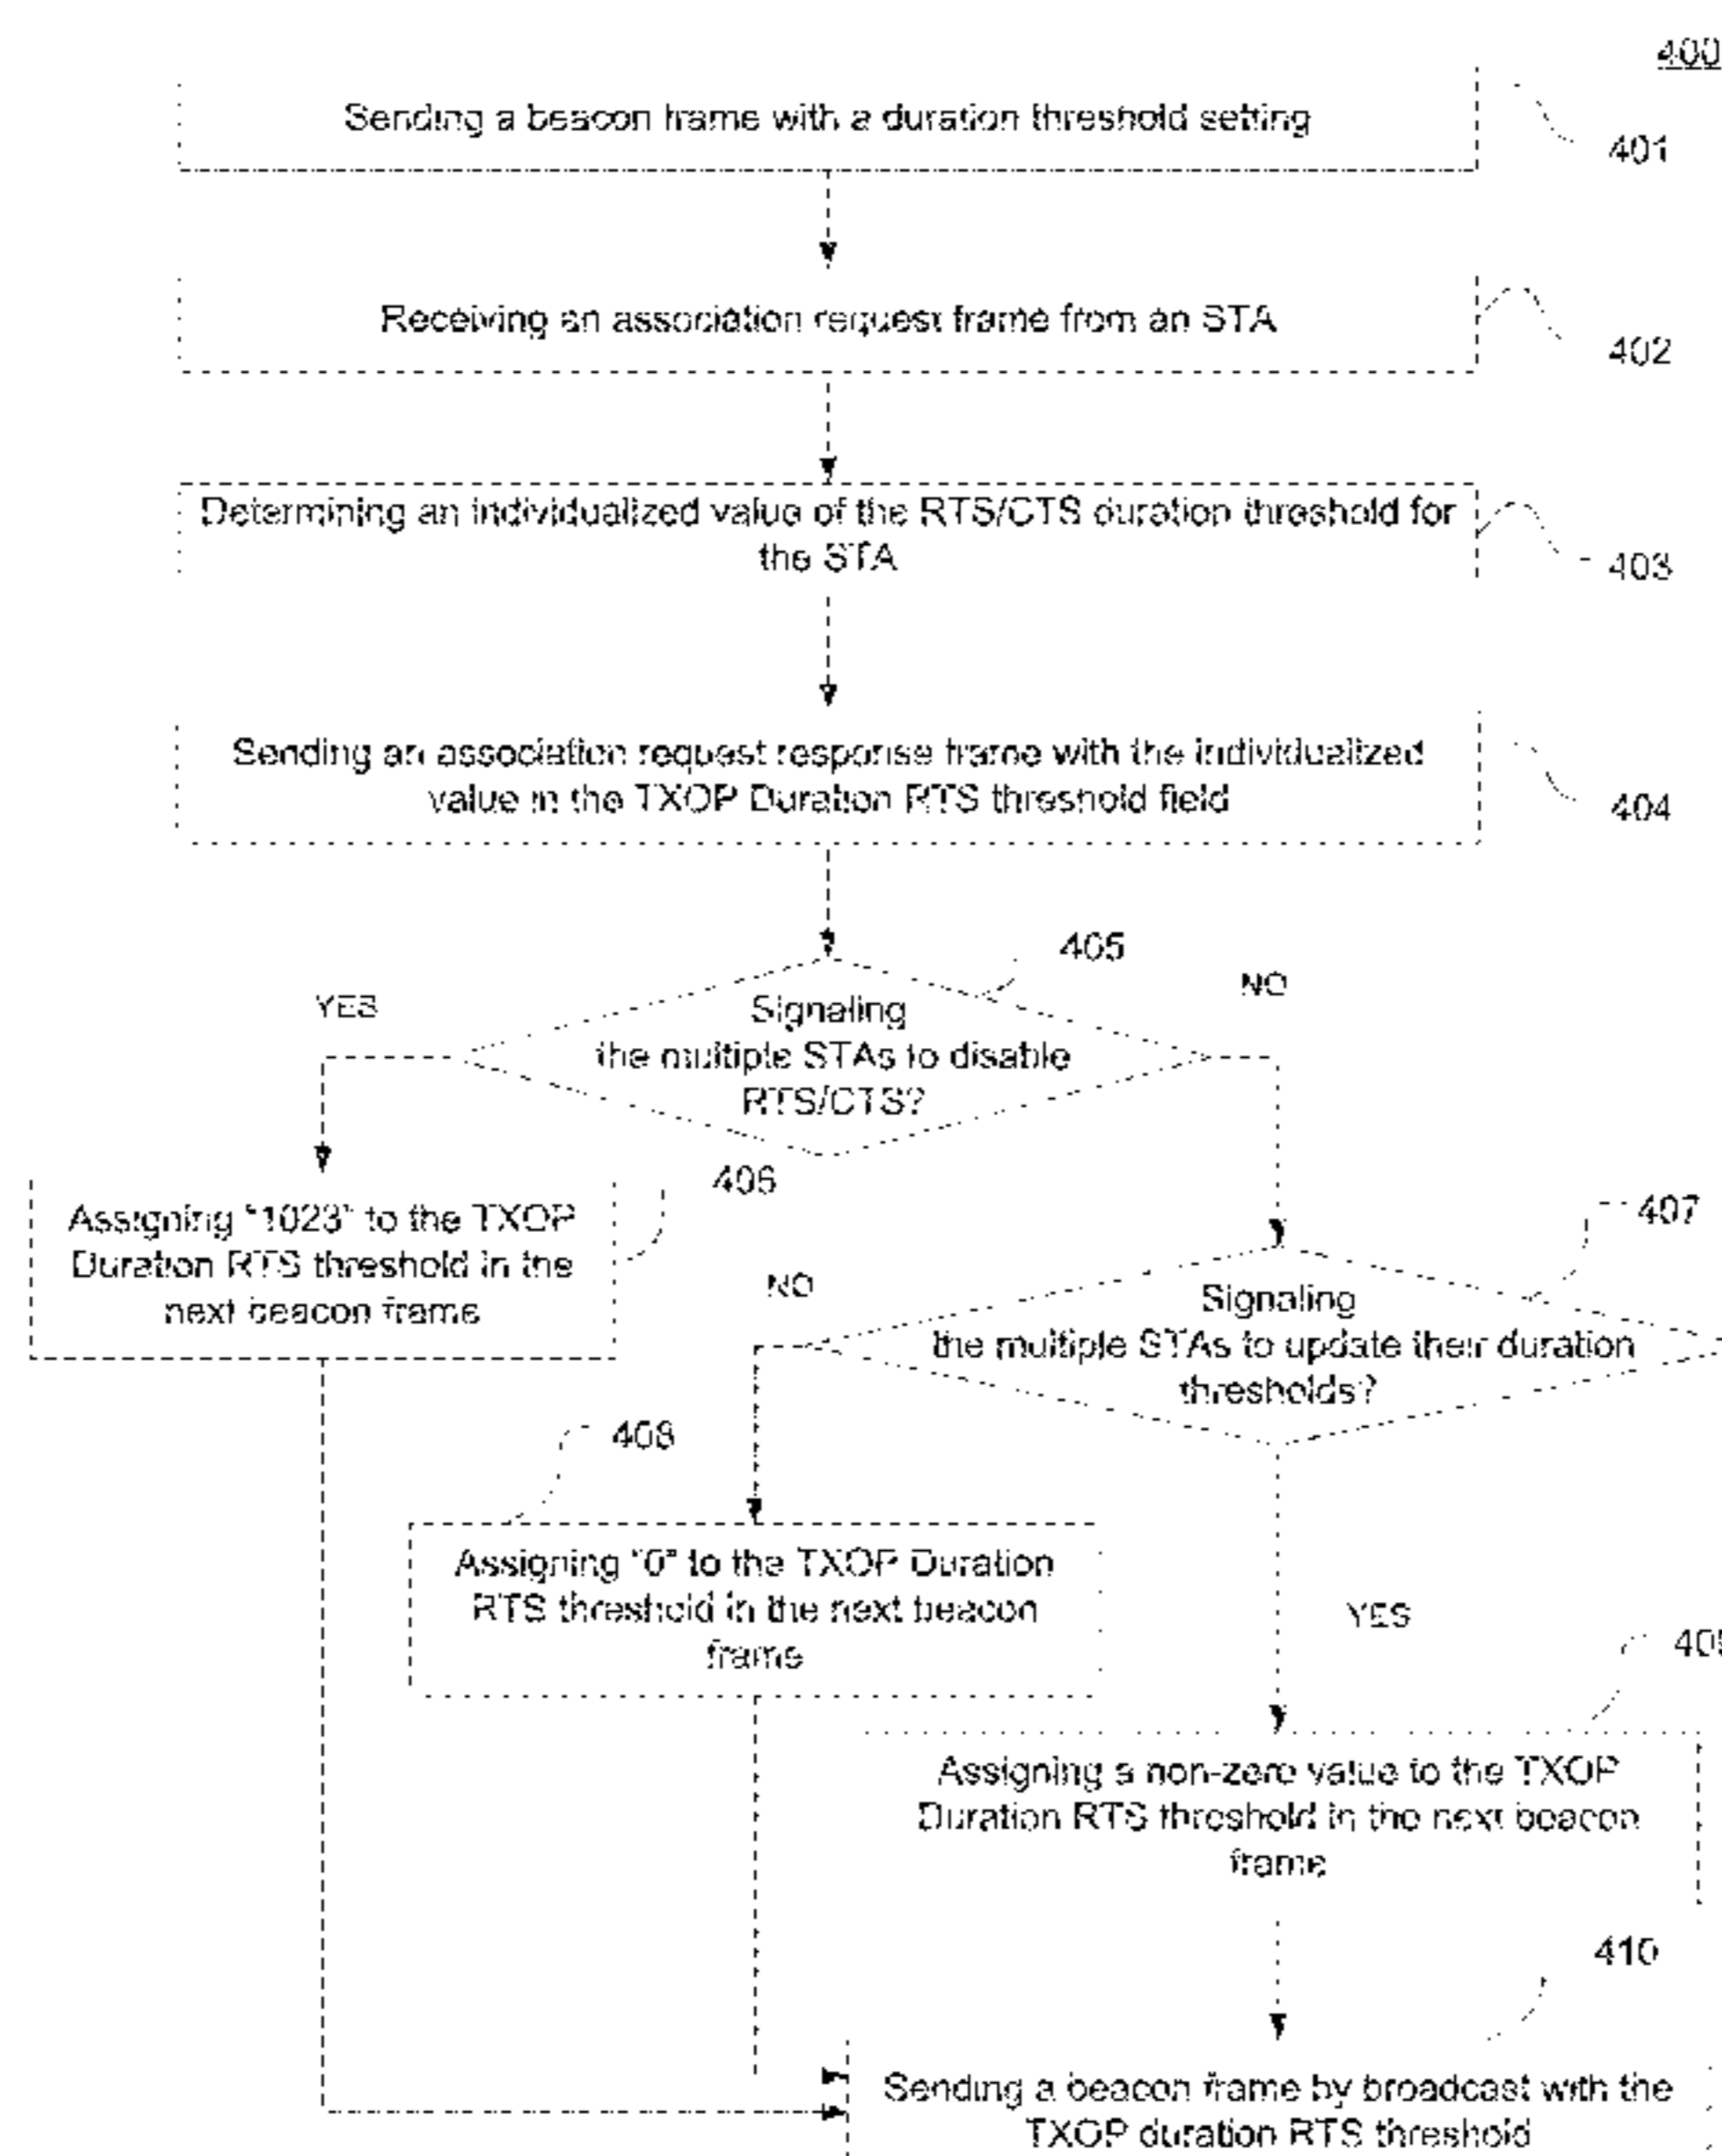 400
Sending a beacon frame with a duration threshold setting
401
Receiving an association request frame from an STA
402
Determining an individualized value of the RTS/CTS duration threshold for
the STA
403
Sending an association request response frame with the individualized
value in the TXOP Duration RTS threshold field
404
405
YES
NO
Signaling
the multiple STAs to disable
RTS/CTS?
406
Assigning "1023" to the TXOP
Duration RTS threshold in the
next beacon frame
407
NO
Signaling
the multiple STAs to update their duration
thresholds?
408
Assigning "0" to the TXOP Duration
RTS threshold in the next beacon
frame
YES
Assigning a non-zero value to the TXOP
Duration RTS threshold in the next beacon
frame
410
Sending a beacon frame by broadcast with the
TXOP duration RTS threshold